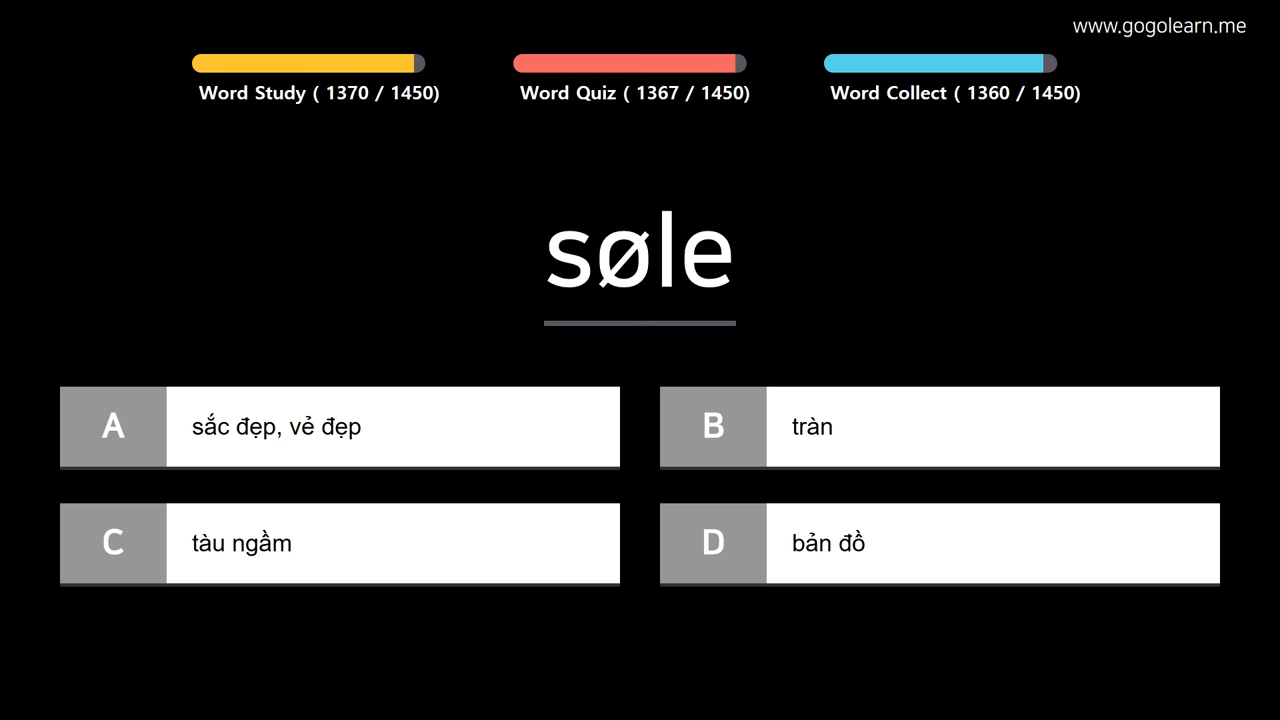 www.gogolearn.me
Word Study ( 1370 / 1450)
Word Quiz ( 1367 / 1450)
Word Collect ( 1360 / 1450)
søle
A
sắc đẹp, vẻ đẹp
B
tràn
C
tàu ngầm
D
bản đồ